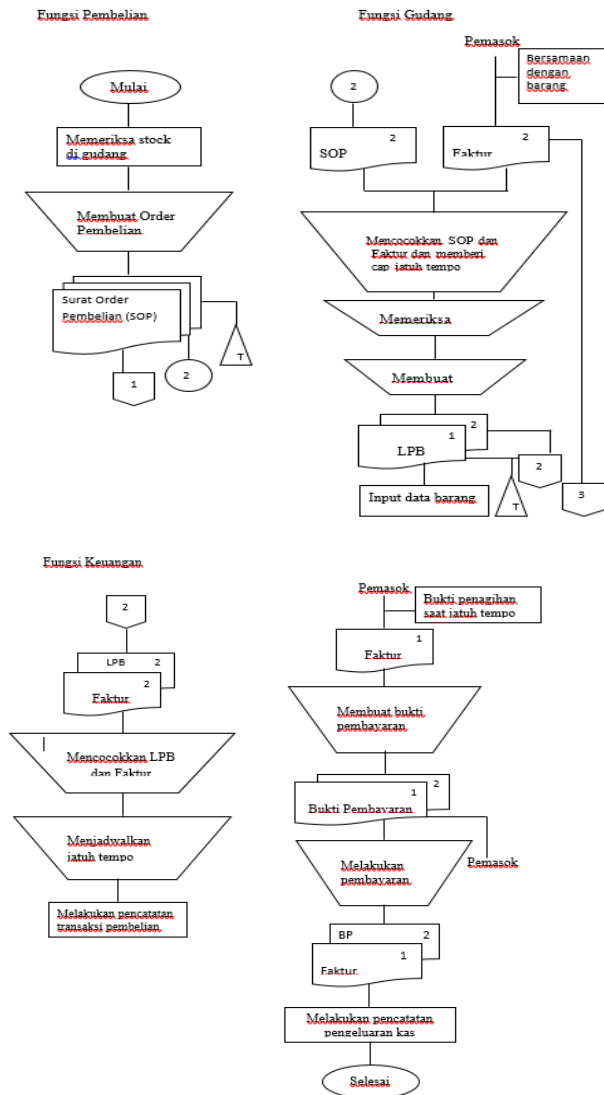 Fungsi Pembelian
Mulai
Memeriksa stock
di gudang
Membuat Order
Pembelian
Surat Order
Pembelian (SOP)
1
2
T
Fungsi Gudang
Pemasok
Bersamaan
dengan
barang
2
2
SOP
2
Faktur
Mencocokkan SOP dan
Faktur dan memberi
cap jatuh tempo
Memeriksa
Membuat
2
1
LPB
2
T
3
Input data barang
Fungsi Keuangan
2
LPB 2
2
Faktur
Mencocokkan LPB
dan Faktur
Menjadwalkan
jatuh tempo
Melakukan pencatatan
transaksi pembelian
Pemasok
Bukti penagihan
saat jatuh tempo
1
Faktur
Membuat bukti
pembayaran
2
1
Bukti Pembayaran
Pemasok
Melakukan
pembayaran
BP 2
1
Faktur
Melakukan pencatatan
pengeluaran kas
Selesai